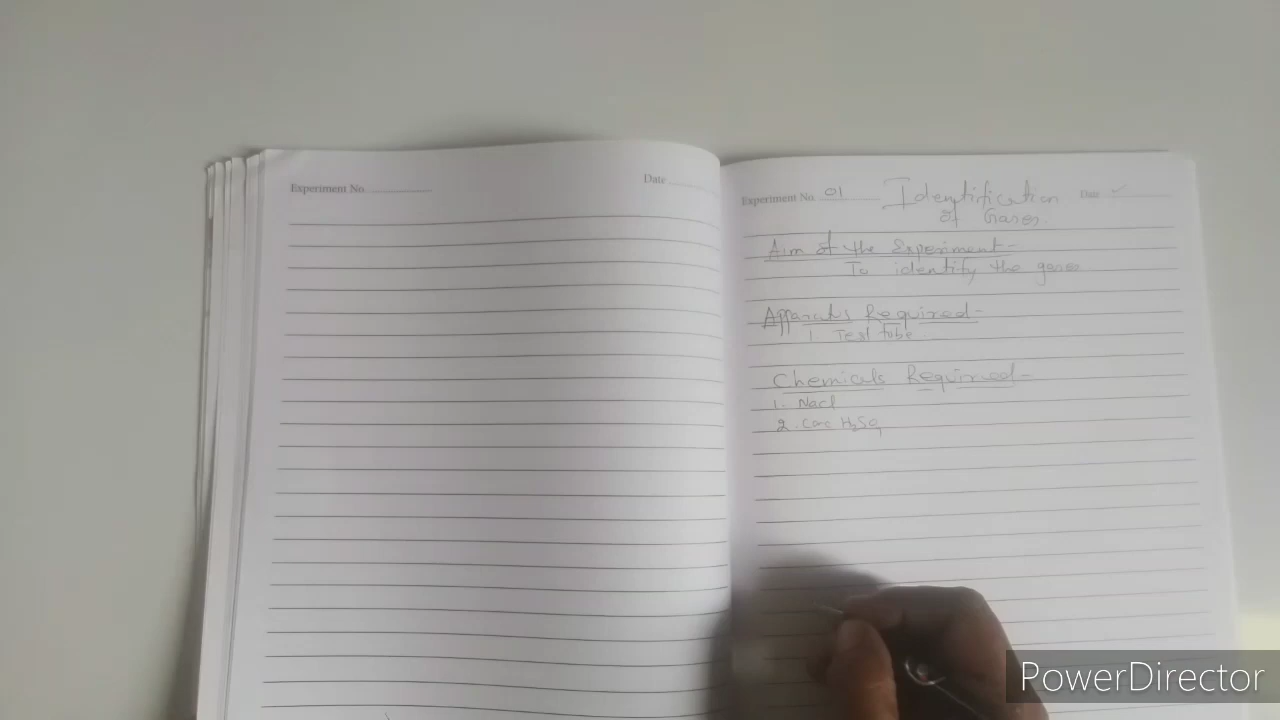 Experiment No.
Date
Experiment No. 01
Identification
of Gases.
Date
Aim of the Experiment-
To identify the gases
Apparatus Required-
1. Test tube
Chemicals Required-
1. Nacl
2. Conc H₂SO₄
PowerDirector